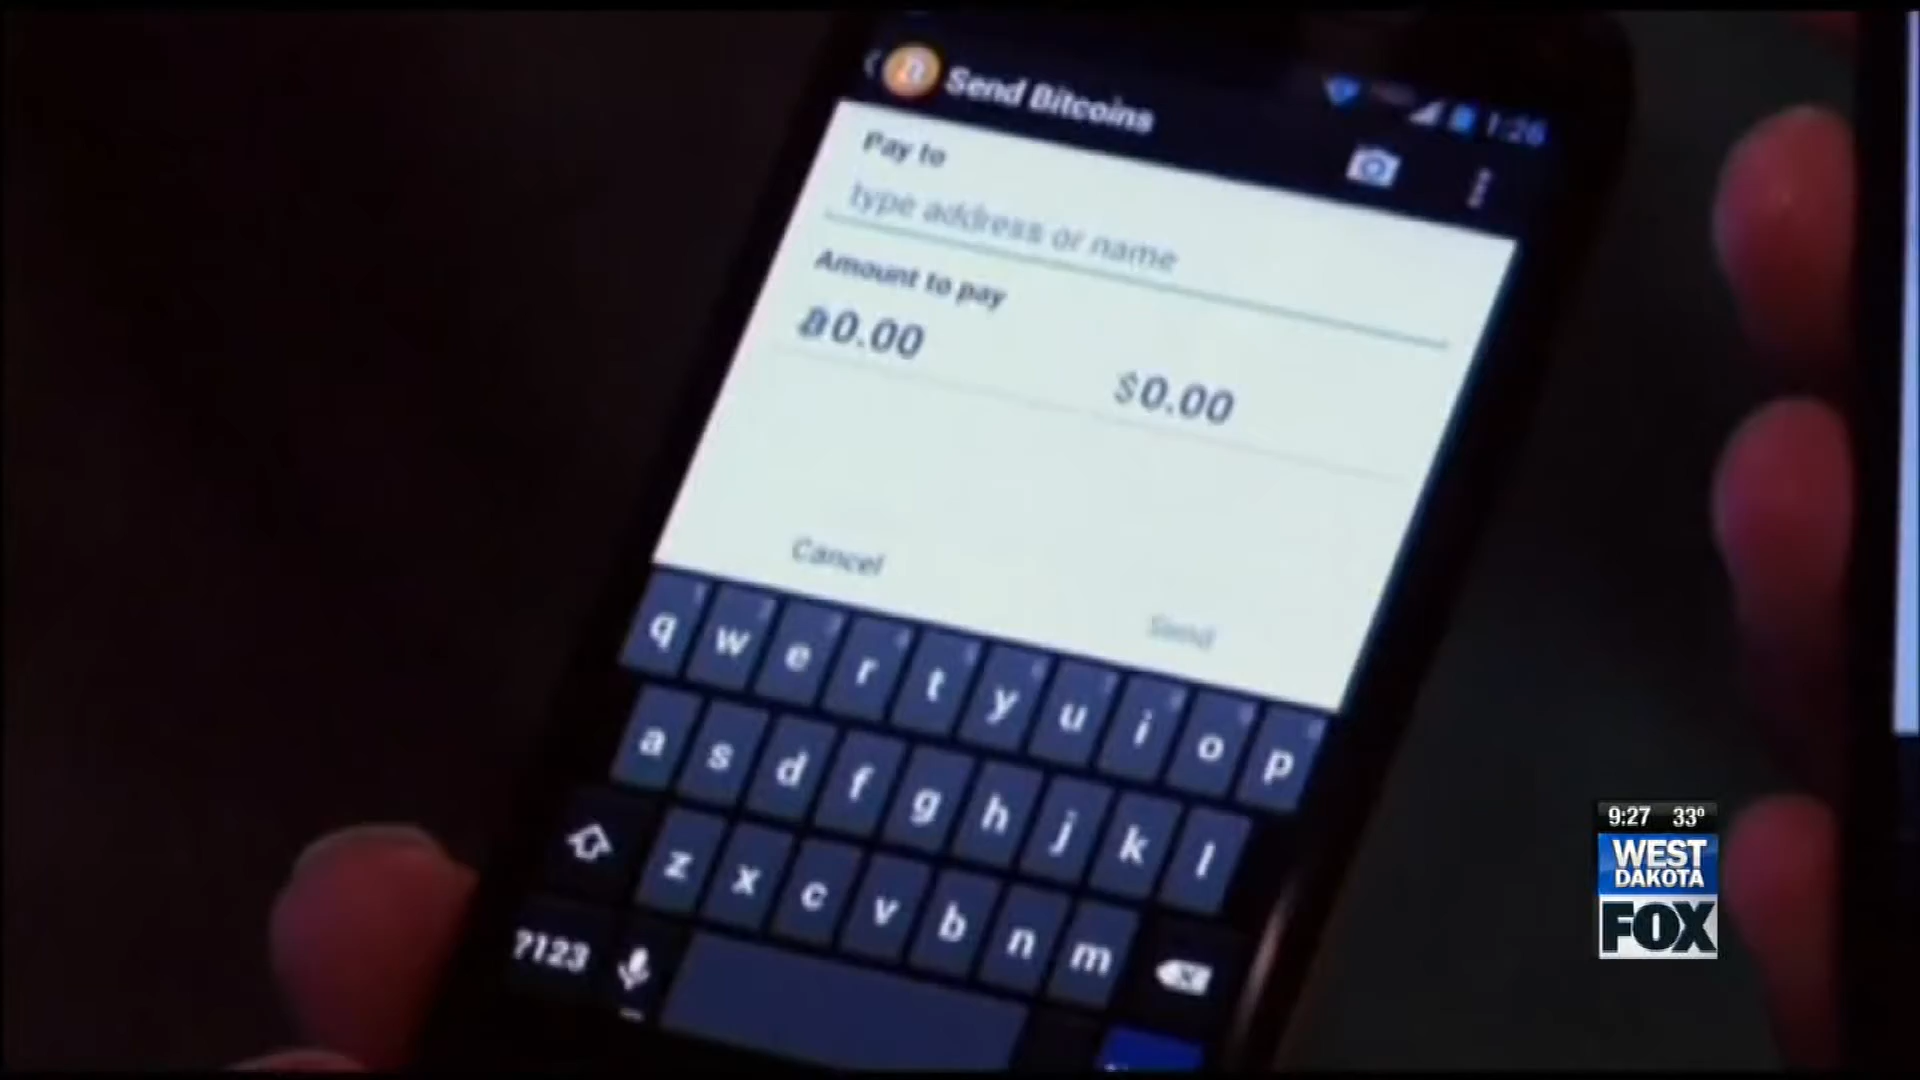 Send Bitcoins
1:26
Pay to
type address or name
Amount to pay
0.00
$0.00
Cancel
Send
q w e r t y u i o p
a s d f g h j k l
z x c v b n m
?123
9:27 33°
WEST
DAKOTA
FOX